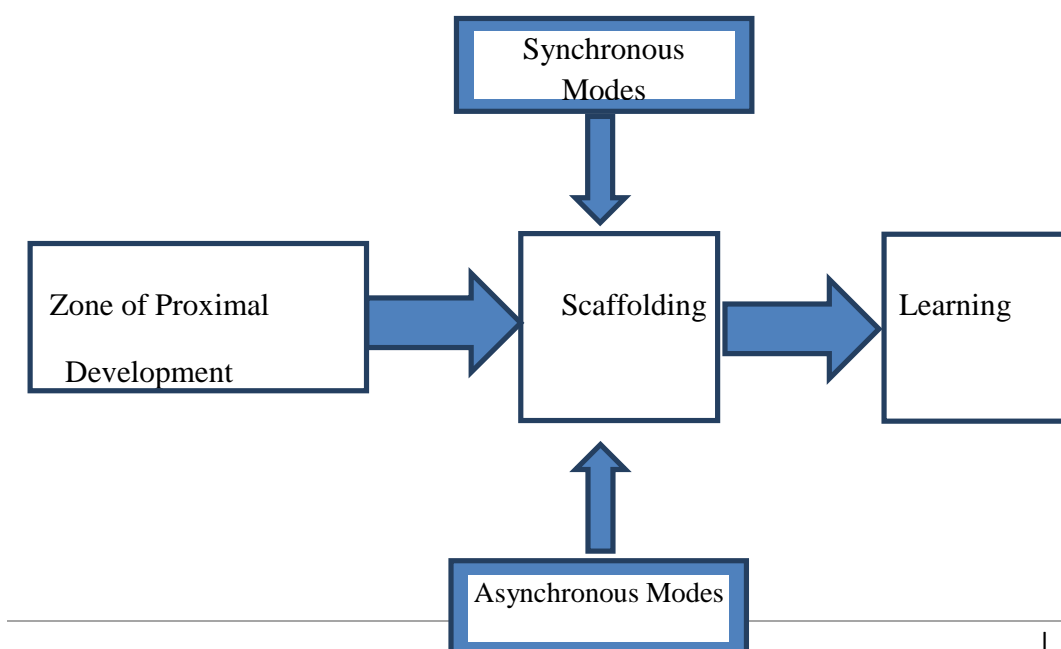 Synchronous
Modes
Zone of Proximal
Development
Scaffolding
Learning
Asynchronous Modes